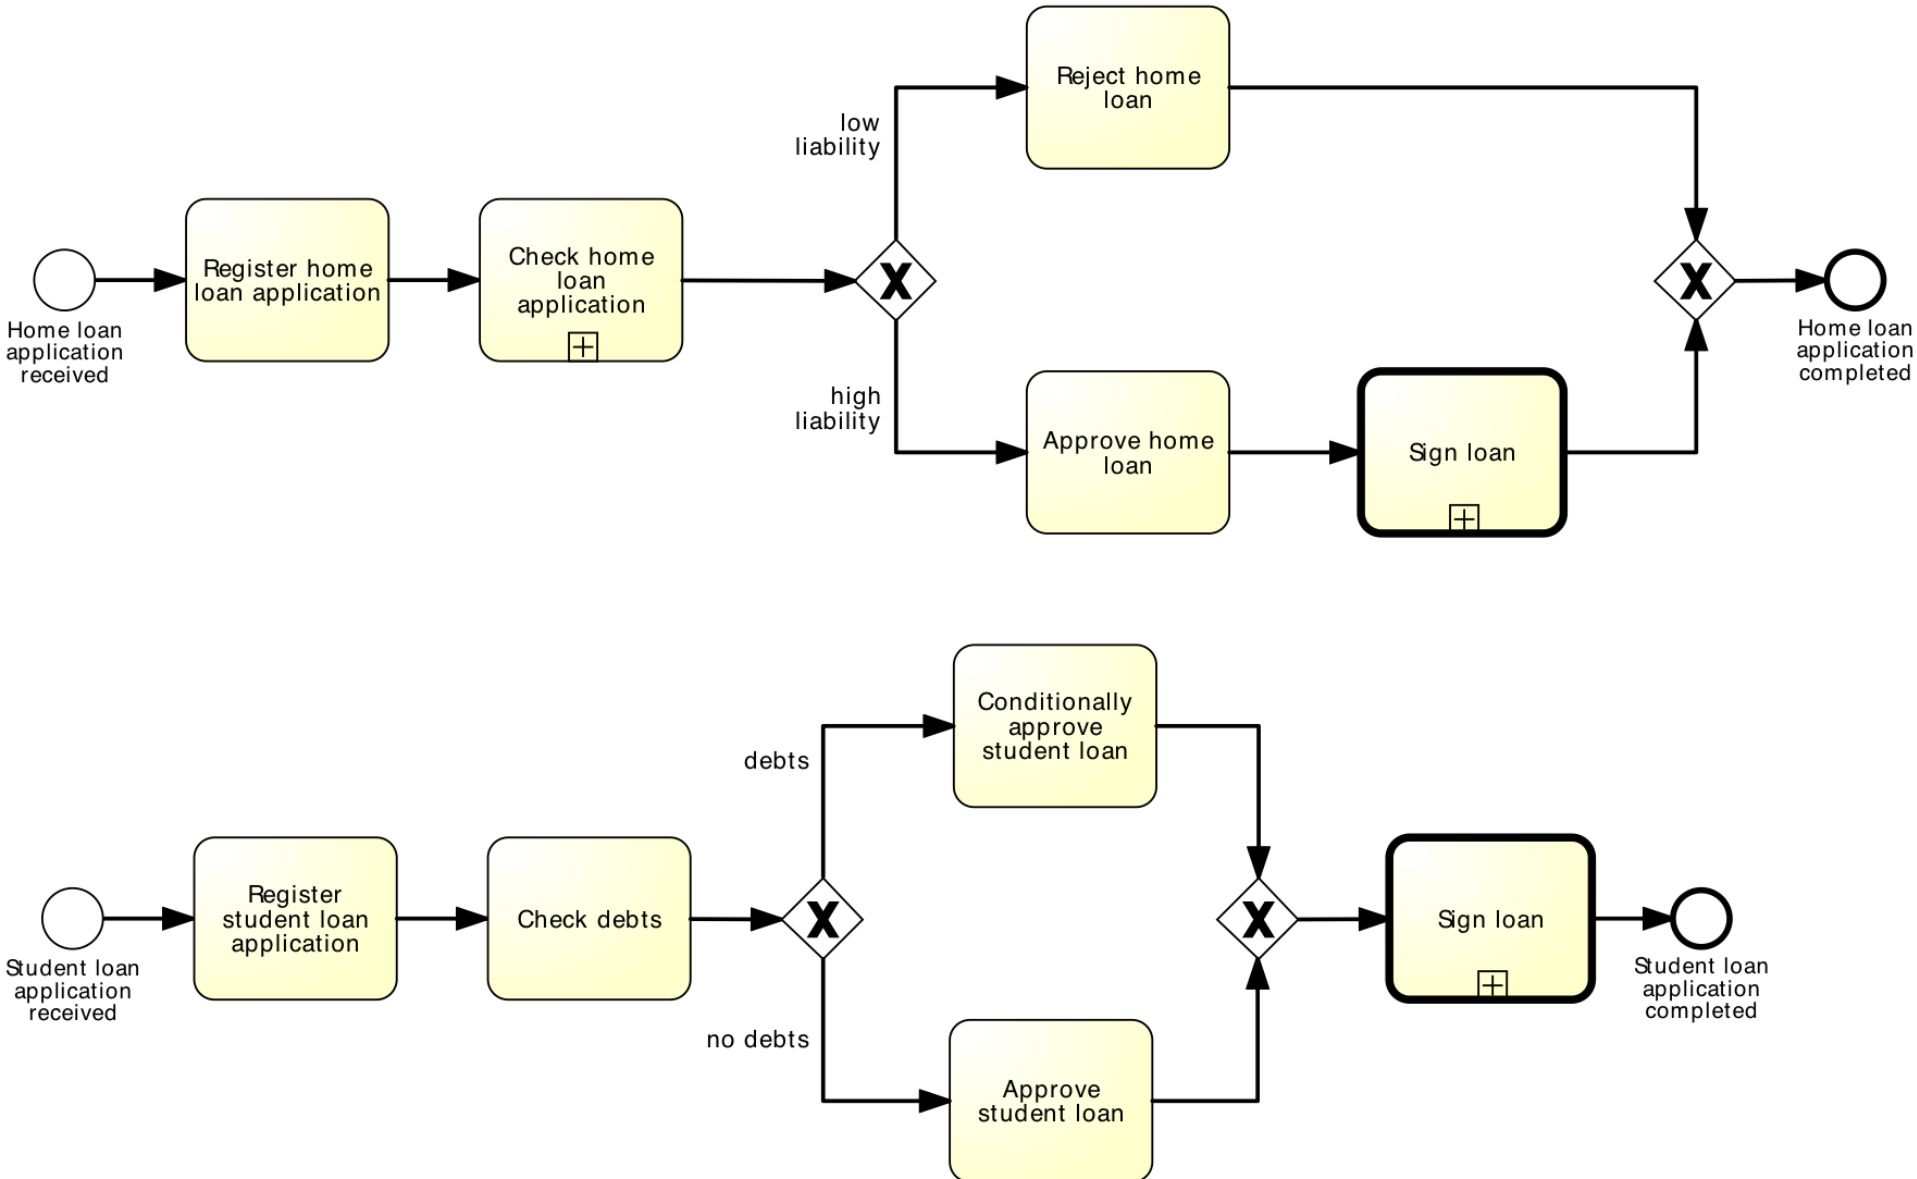 Reject home
loan
low
liability
Register home
loan application
Check home
loan
application
X
X
Home loan
application
received
Home loan
application
completed
high
liability
Approve home
loan
Sign loan
Conditionally
approve
student loan
debts
Register
student loan
application
Check debts
X
X
Sign loan
Student loan
application
received
Student loan
application
completed
no debts
Approve
student loan